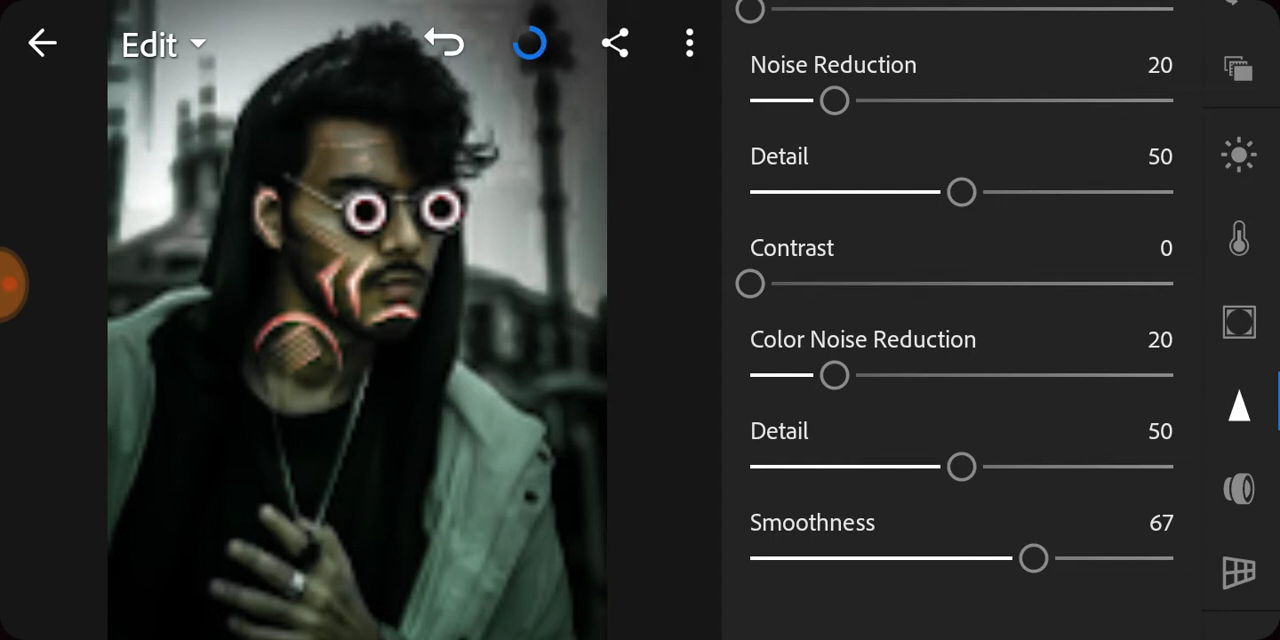 Edit
Noise Reduction 20
Detail 50
Contrast 0
Color Noise Reduction 20
Detail 50
Smoothness 67